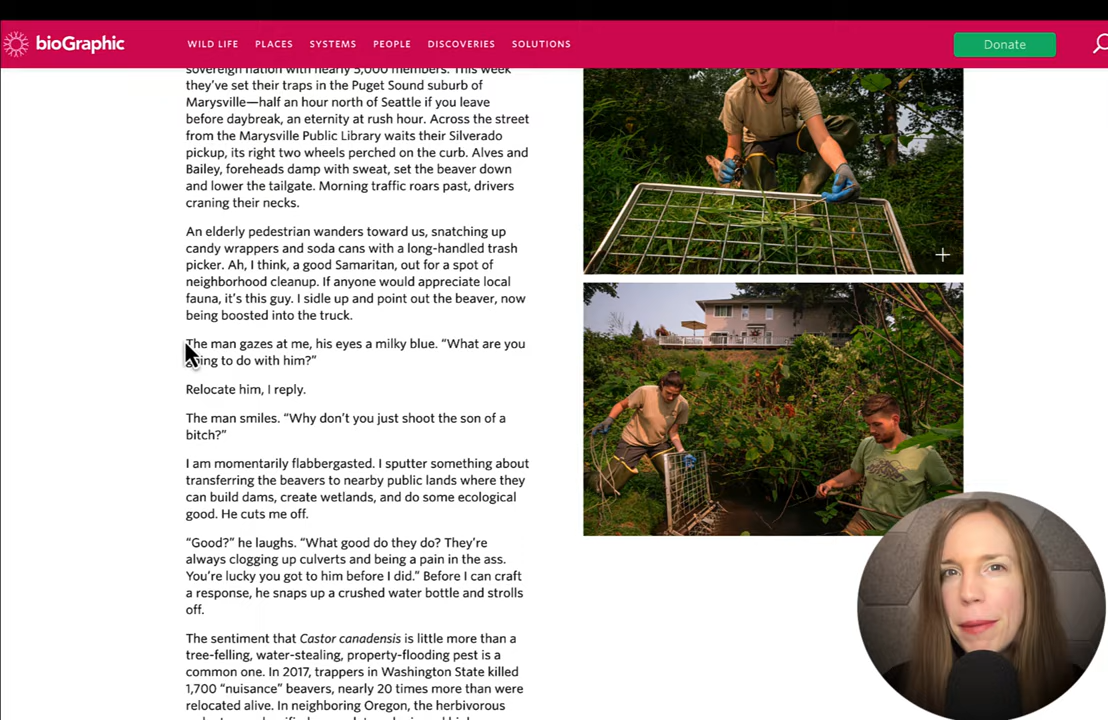 bioGraphic
WILD LIFE
PLACES
SYSTEMS
PEOPLE
DISCOVERIES
SOLUTIONS
Donate
sovereign nation with nearly 5,000 members. This week
they’ve set their traps in the Puget Sound suburb of
Marysville—half an hour north of Seattle if you leave
before daybreak, an eternity at rush hour. Across the street
from the Marysville Public Library waits their Silverado
pickup, its right two wheels perched on the curb. Alves and
Bailey, foreheads damp with sweat, set the beaver down
and lower the tailgate. Morning traffic roars past, drivers
craning their necks.
An elderly pedestrian wanders toward us, snatching up
candy wrappers and soda cans with a long-handled trash
picker. Ah, I think, a good Samaritan, out for a spot of
neighborhood cleanup. If anyone would appreciate local
fauna, it’s this guy. I sidle up and point out the beaver, now
being boosted into the truck.
The man gazes at me, his eyes a milky blue. “What are you
going to do with him?”
Relocate him, I reply.
The man smiles. “Why don’t you just shoot the son of a
bitch?”
I am momentarily flabbergasted. I sputter something about
transferring the beavers to nearby public lands where they
can build dams, create wetlands, and do some ecological
good. He cuts me off.
“Good?” he laughs. “What good do they do? They’re
always clogging up culverts and being a pain in the ass.
You’re lucky you got to him before I did.” Before I can craft
a response, he snaps up a crushed water bottle and strolls
off.
The sentiment that Castor canadensis is little more than a
tree-felling, water-stealing, property-flooding pest is a
common one. In 2017, trappers in Washington State killed
1,700 “nuisance” beavers, nearly 20 times more than were
relocated alive. In neighboring Oregon, the herbivorous